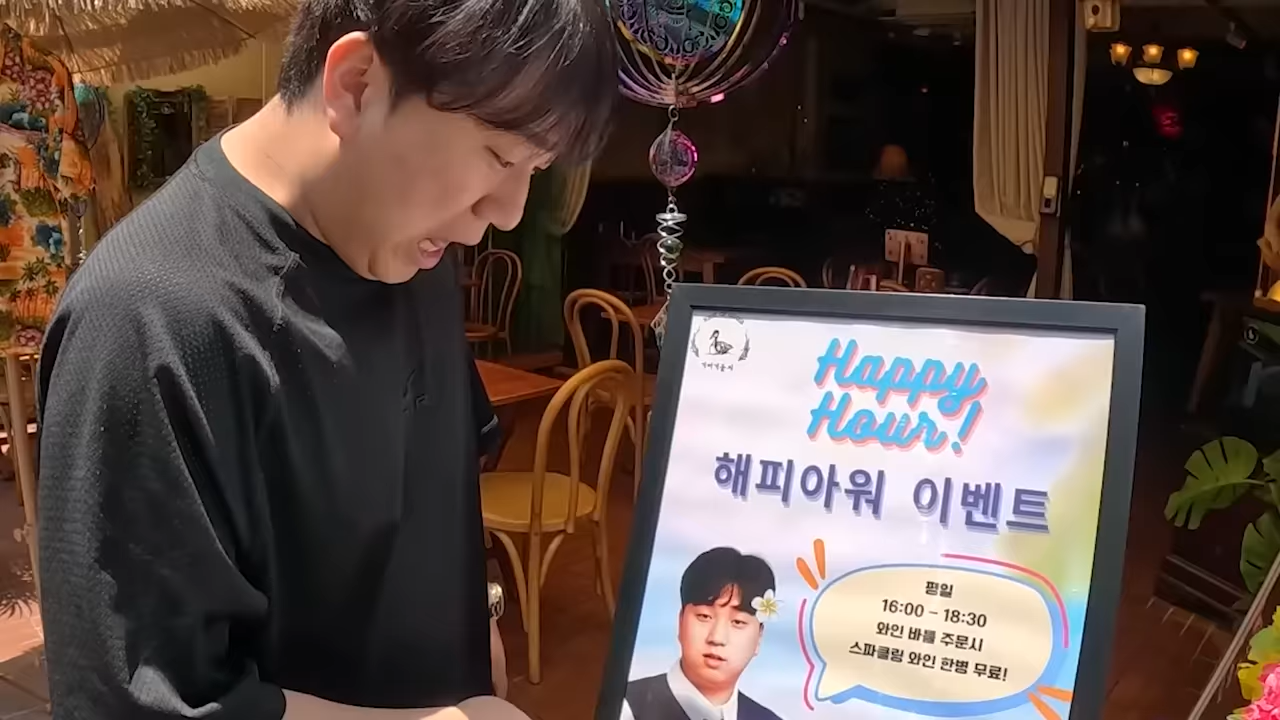 Happy
Hour!
해피아워 이벤트
평일
16:00 – 18:30
와인 바틀 주문시
스파클링 와인 한병 무료!